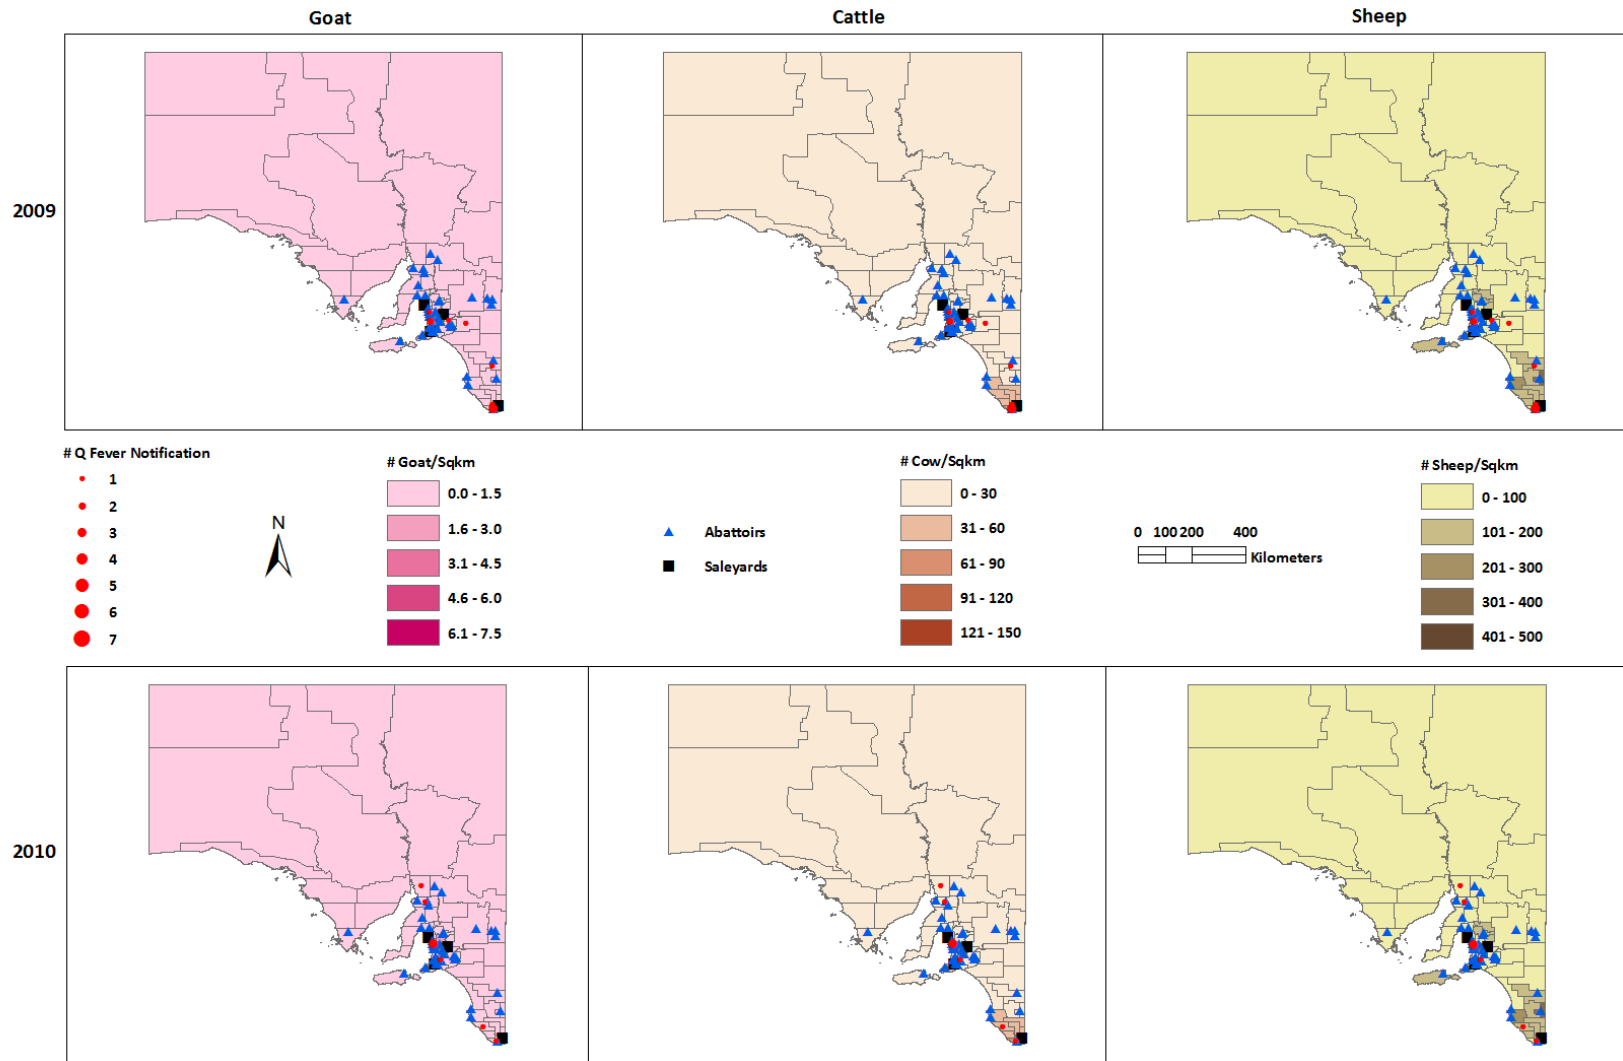 Goat Cattle Sheep
2009
# Q Fever Notification
1
2
3
4
5
6
7
N
# Goat/Sqkm
0.0 - 1.5
1.6 - 3.0
3.1 - 4.5
4.6 - 6.0
6.1 - 7.5
Abattoirs
Saleyards
# Cow/Sqkm
0 - 30
31 - 60
61 - 90
91 - 120
121 - 150
0 100 200 400
Kilometers
# Sheep/Sqkm
0 - 100
101 - 200
201 - 300
301 - 400
401 - 500
2010